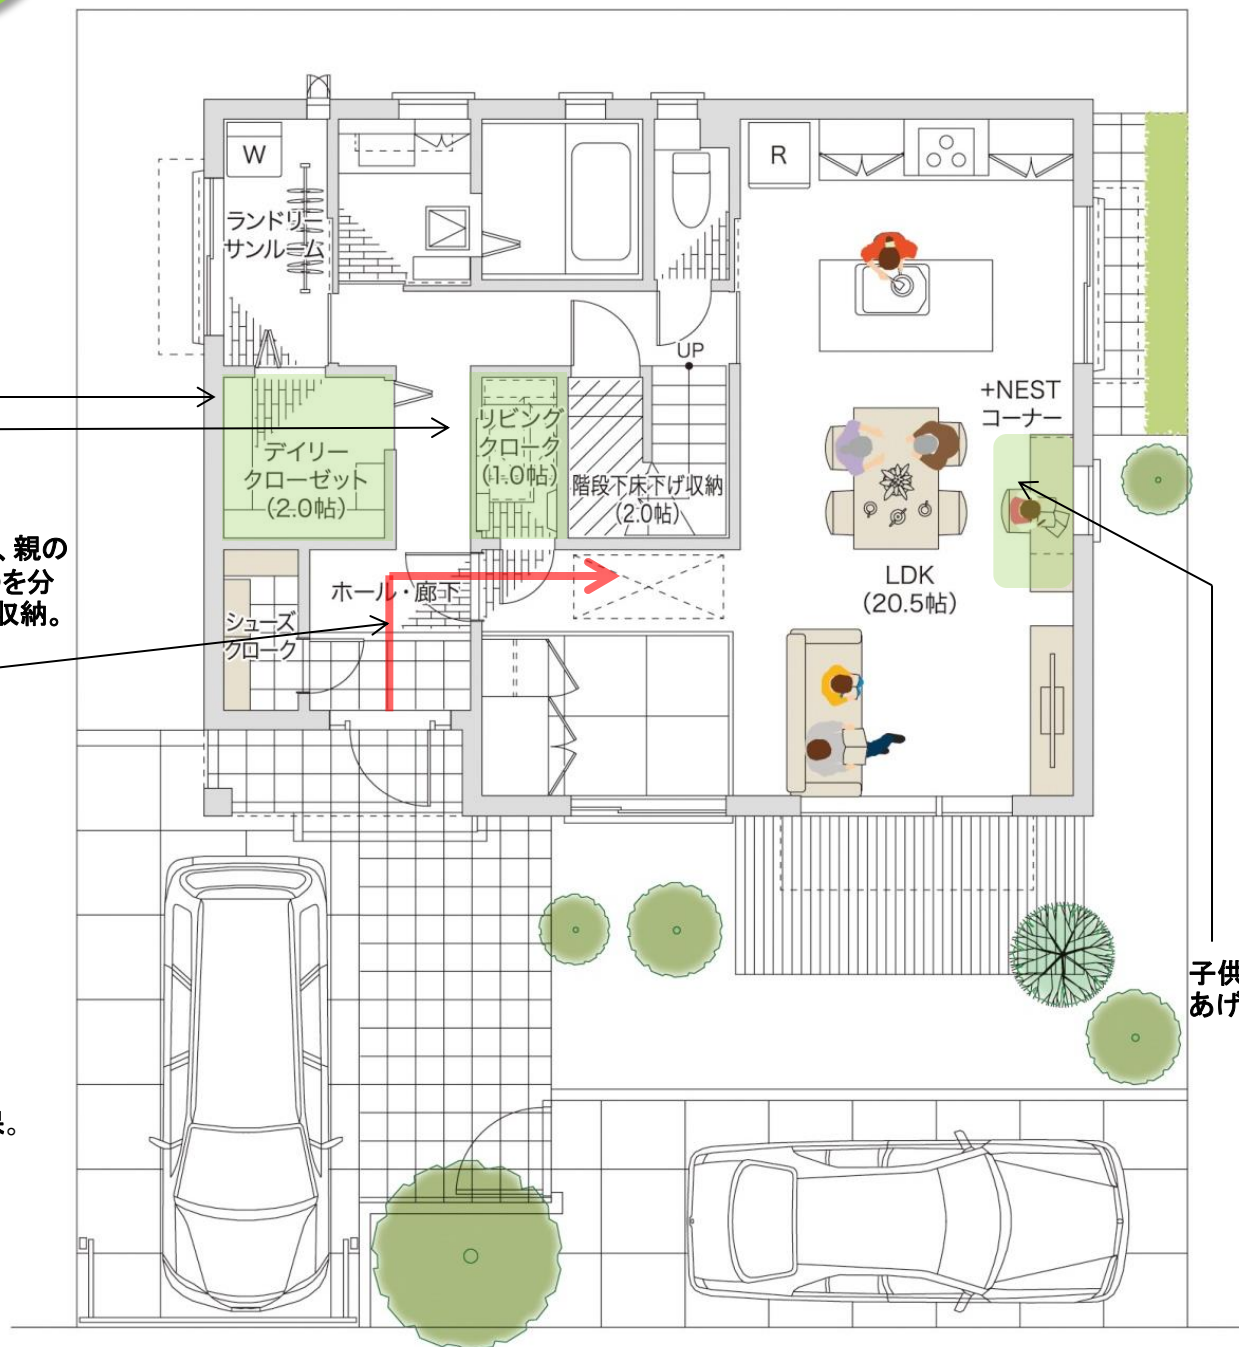 W
R
ランドリー
サンルーム
UP
+NEST
コーナー
リビング
クローク
(1.0帖)
デイリー
クローゼット
(2.0帖)
階段下床下げ収納
(2.0帖)
、親の
を分
収納。
LDK
(20.5帖)
ホール・廊下
シューズ
クローク
子供
あげ
。